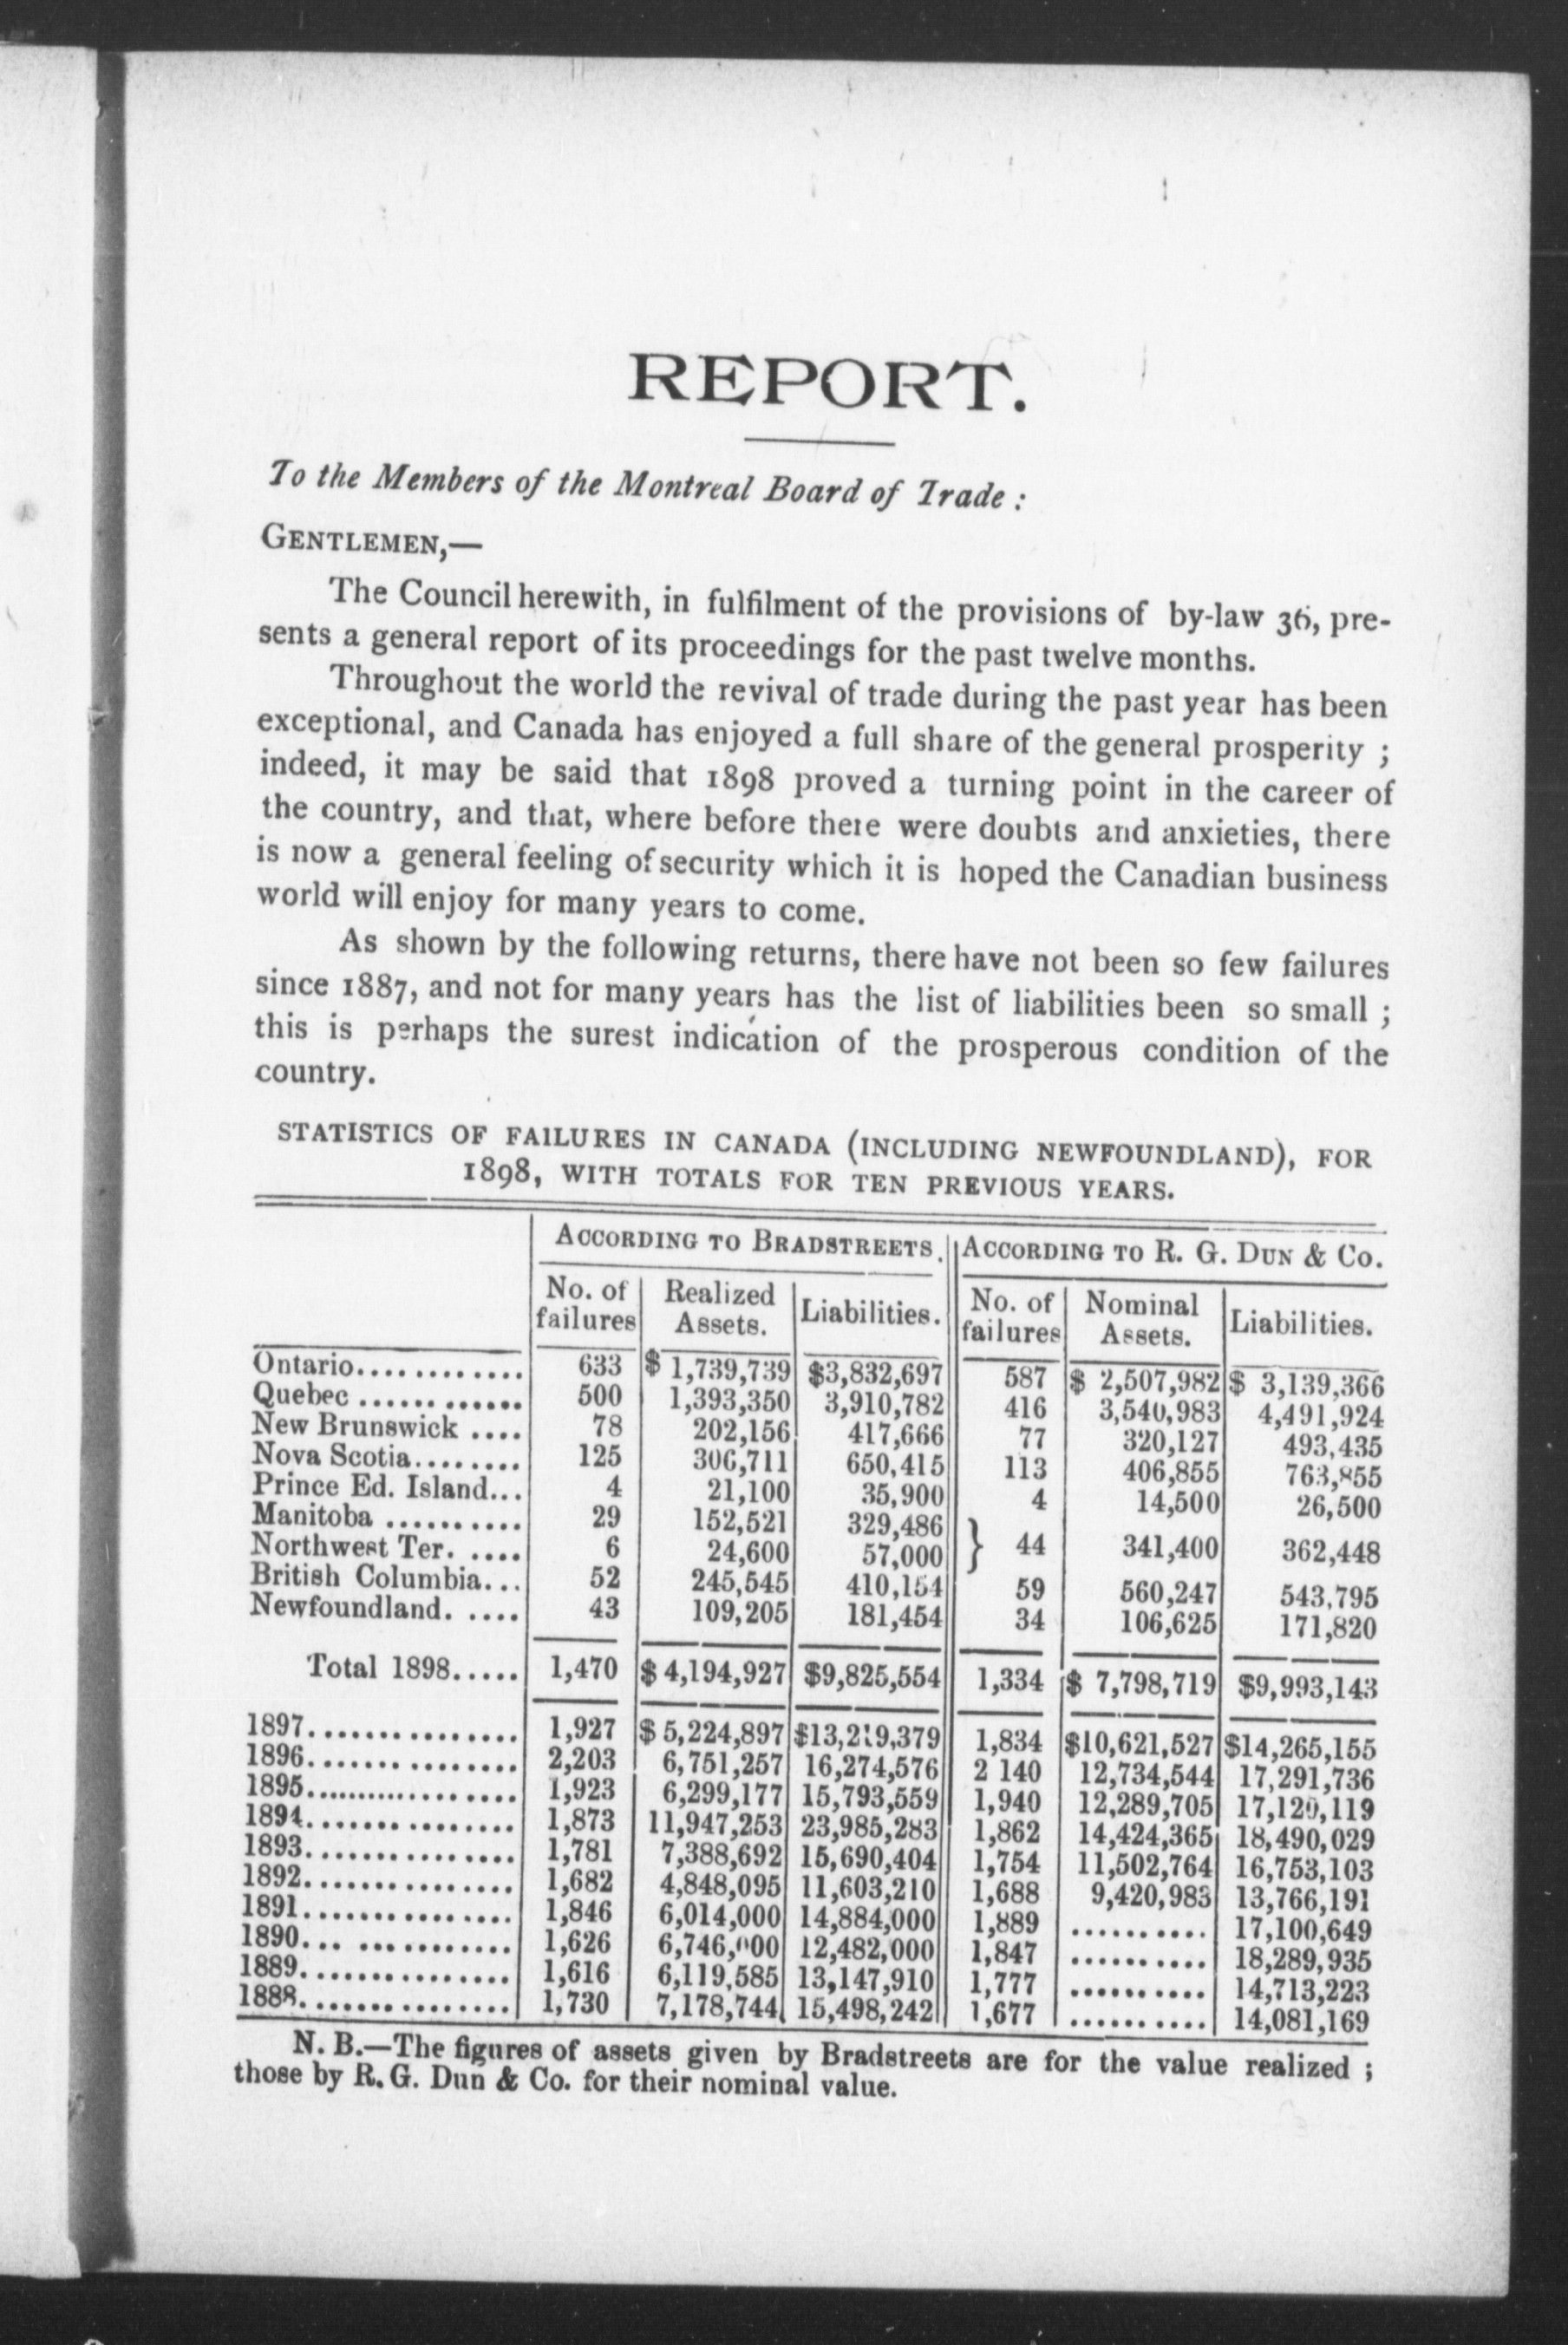 REPORT.
To the Members of the Montreal Board of Trade :
GENTLEMEN,—
The Council herewith, in fulfilment of the provisions of by-law 36, pre-
sents a general report of its proceedings for the past twelve months.
Throughout the world the revival of trade during the past year has been
exceptional, and Canada has enjoyed a full share of the general prosperity ;
indeed, it may be said that 1898 proved a turning point in the career of
the country, and that, where before there were doubts and anxieties, there
is now a general feeling of security which it is hoped the Canadian business
world will enjoy for many years to come.
As shown by the following returns, there have not been so few failures
since 1887, and not for many years has the list of liabilities been so small ;
this is perhaps the surest indication of the prosperous condition of the
country.
STATISTICS OF FAILURES IN CANADA (INCLUDING NEWFOUNDLAND), FOR
1898, WITH TOTALS FOR TEN PREVIOUS YEARS.
ACCORDING TO BRADSTREETS. ACCORDING TO R. G. DUN & CO.
No. of failures Realized Assets. Liabilities. No. of failures Nominal Assets. Liabilities.
Ontario............. 633 $ 1,739,739 $3,832,697 587 $ 2,507,982 $ 3,139,366
Quebec ............ 500 1,393,350 3,910,782 416 3,540,983 4,491,924
New Brunswick .... 78 202,156 417,666 77 320,127 493,435
Nova Scotia........ 125 306,711 650,415 113 406,855 763,855
Prince Ed. Island... 4 21,100 35,900 4 14,500 26,500
Manitoba .......... 29 152,521 329,486
Northwest Ter. .... 6 24,600 57,000 } 44 341,400 362,448
British Columbia... 52 245,545 410,154 59 560,247 543,795
Newfoundland. ..... 43 109,205 181,454 34 106,625 171,820
Total 1898..... 1,470 $ 4,194,927 $9,825,554 1,334 $ 7,798,719 $9,993,143
1897............... 1,927 $ 5,224,897 $13,219,379 1,834 $10,621,527 $14,265,155
1896............... 2,203 6,751,257 16,274,576 2 140 12,734,544 17,291,736
1895............... 1,923 6,299,177 15,793,559 1,940 12,289,705 17,120,119
1894............... 1,873 11,947,253 23,985,283 1,862 14,424,365 18,490,029
1893............... 1,781 7,388,692 15,690,404 1,754 11,502,764 16,753,103
1892............... 1,682 4,848,095 11,603,210 1,688 9,420,983 13,766,191
1891............... 1,846 6,014,000 14,884,000 1,889 .......... 17,100,649
1890... ........... 1,626 6,746,000 12,482,000 1,847 .......... 18,289,935
1889............... 1,616 6,119,585 13,147,910 1,777 .......... 14,713,223
1888............... 1,730 7,178,744 15,498,242 1,677 .......... 14,081,169
N. B.—The figures of assets given by Bradstreets are for the value realized ;
those by R. G. Dun & Co. for their nominal value.